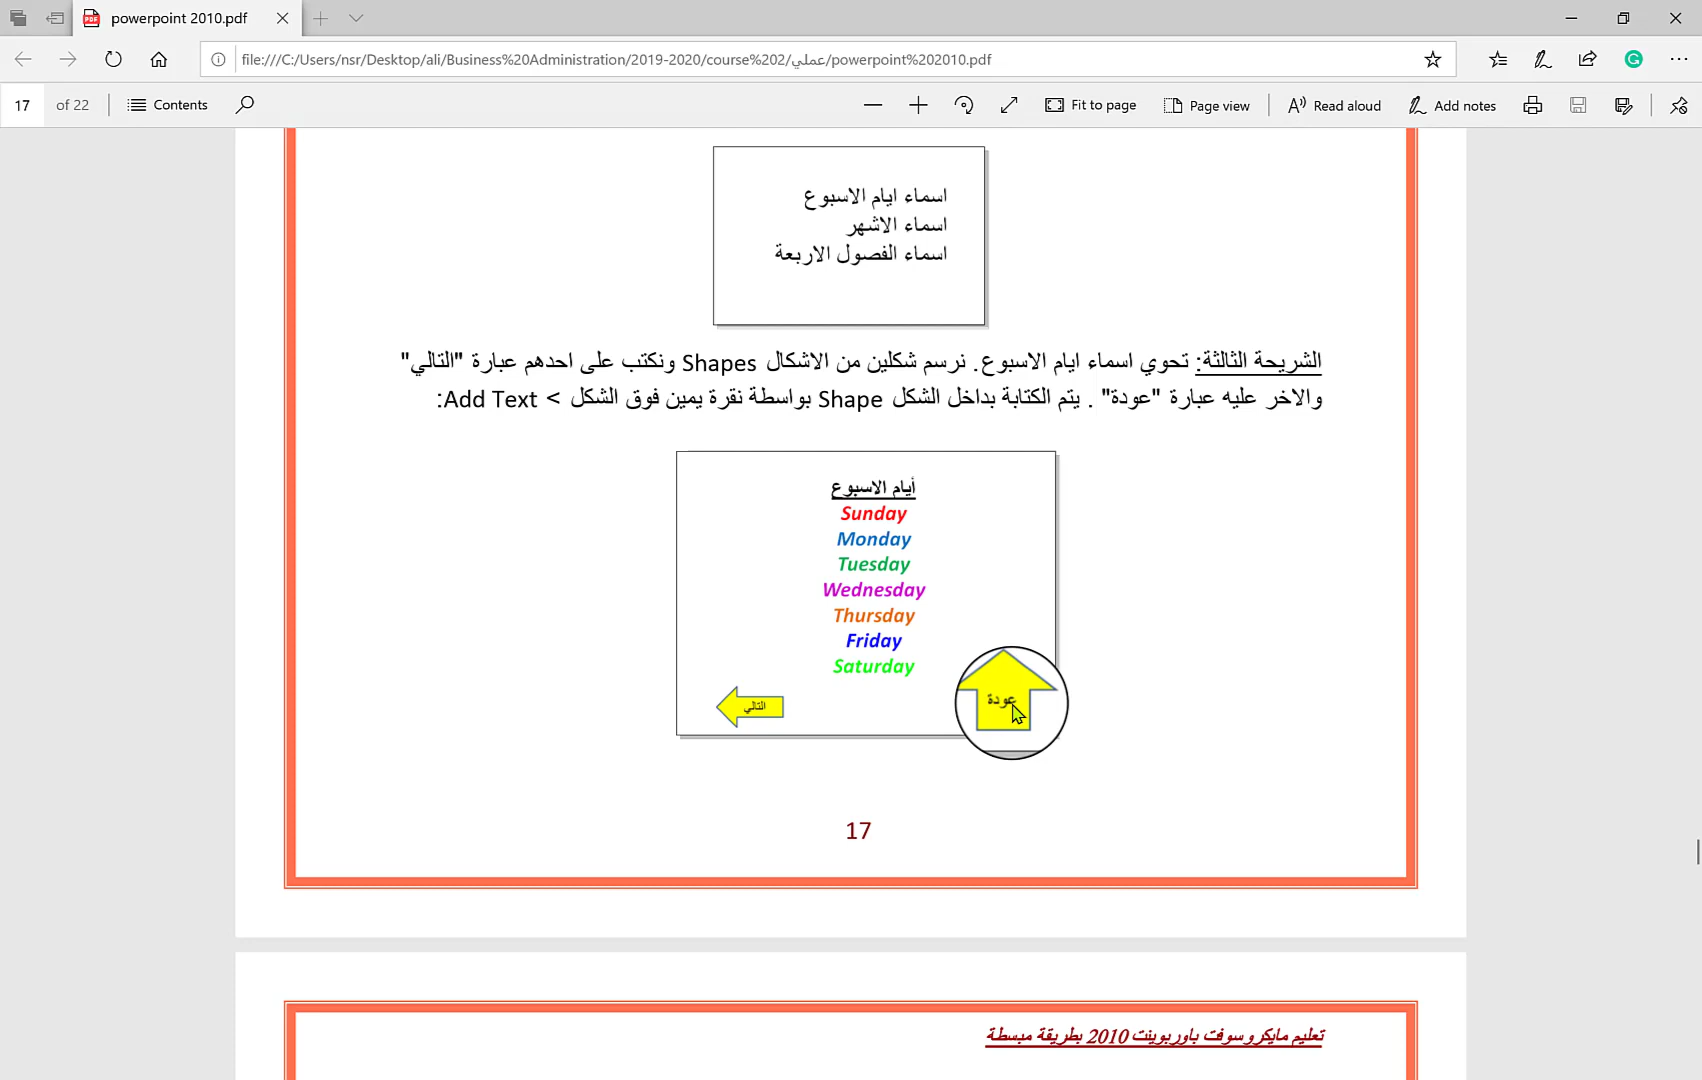 powerpoint 2010.pdf
file:///C:/Users/nsr/Desktop/ali/Business%20Administration/2019-2020/course%202/عملي/powerpoint%202010.pdf
17 of 22
Contents
Fit to page
Page view
Read aloud
Add notes
اسماء ايام الاسبوع
اسماء الاشهر
اسماء الفصول الاربعة
الشريحة الثالثة: تحوي اسماء ايام الاسبوع. نرسم شكلين من الاشكال Shapes ونكتب على احدهم عبارة "التالي"
والاخر عليه عبارة "عودة" . يتم الكتابة بداخل الشكل Shape بواسطة نقرة يمين فوق الشكل > Add Text:
أيام الاسبوع
Sunday
Monday
Tuesday
Wednesday
Thursday
Friday
Saturday
عودة
التالي
17
تعليم مايكروسوفت باوربوينت 2010 بطريقة مبسطة